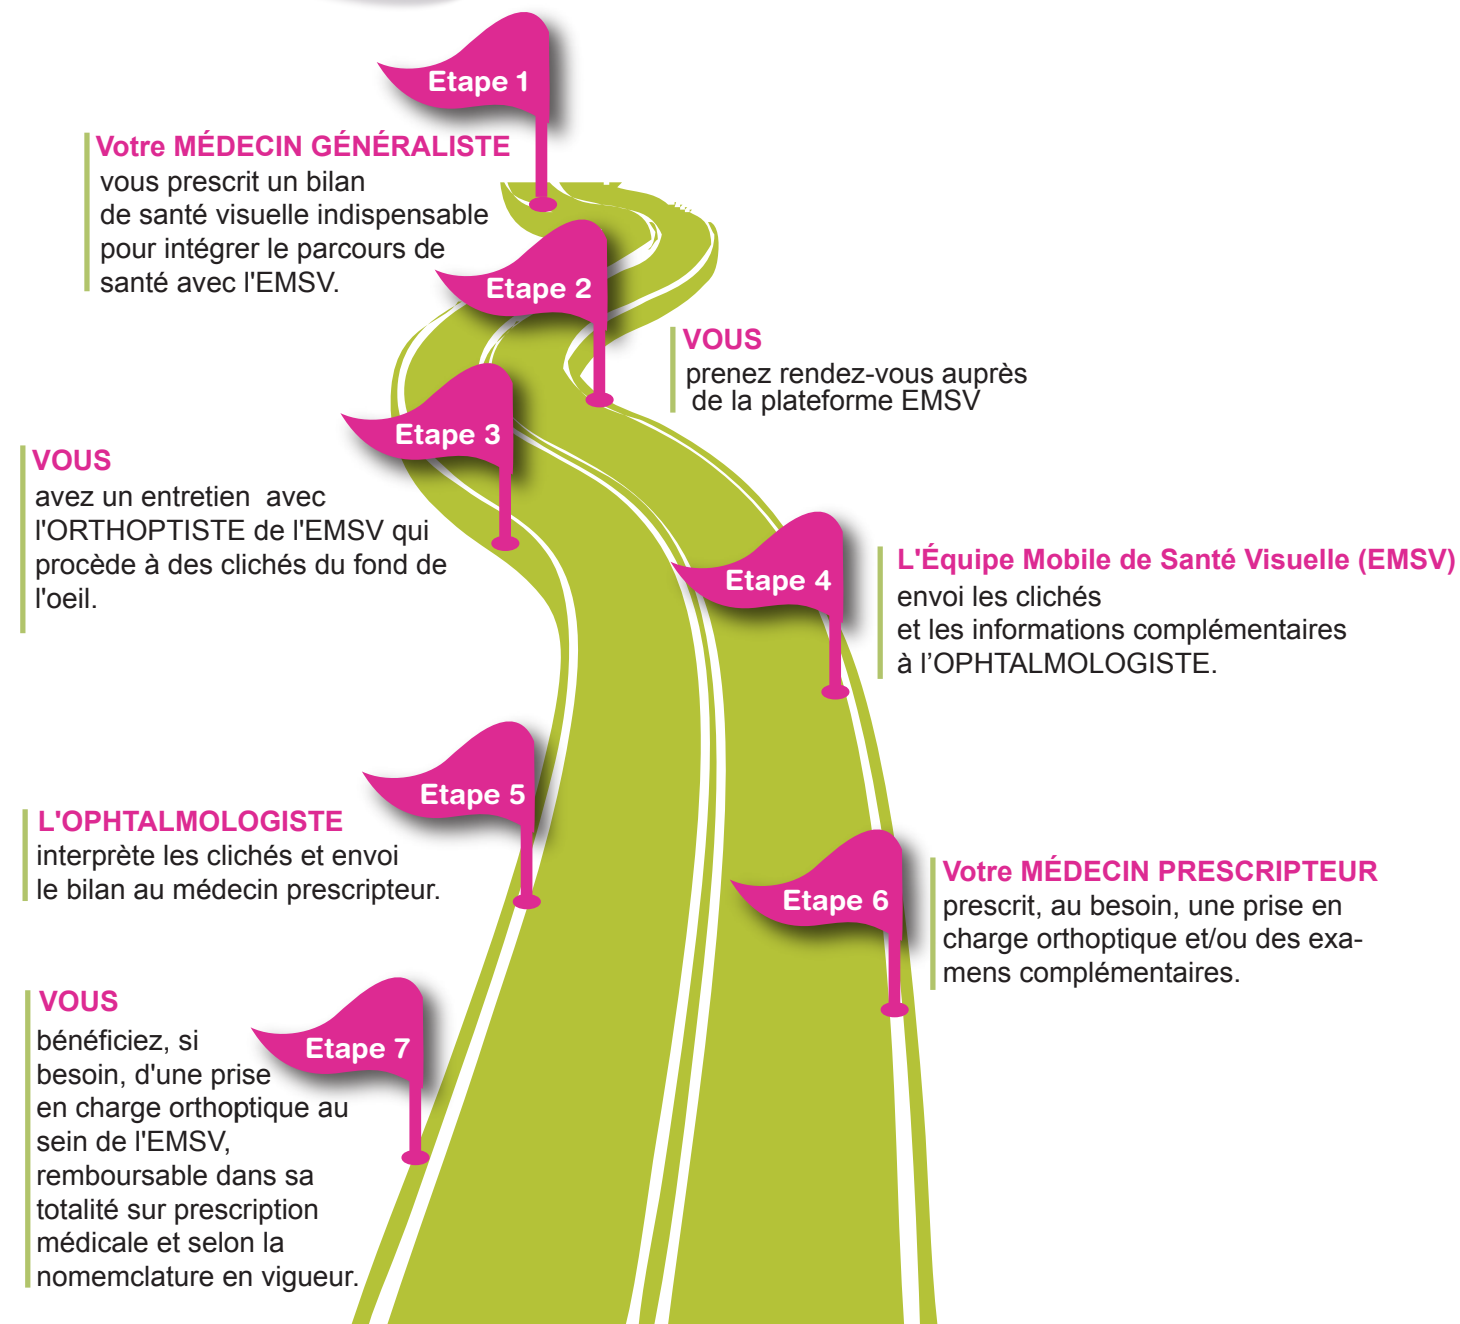 Etape 1
Votre MÉDECIN GÉNÉRALISTE
vous prescrit un bilan
de santé visuelle indispensable
pour intégrer le parcours de
santé avec l'EMSV.
Etape 2
VOUS
prenez rendez-vous auprès
de la plateforme EMSV
Etape 3
VOUS
avez un entretien  avec
l'ORTHOPTISTE de l'EMSV qui
procède à des clichés du fond de
l'oeil.
Etape 4
L'Équipe Mobile de Santé Visuelle (EMSV)
envoi les clichés
et les informations complémentaires
à l’OPHTALMOLOGISTE.
Etape 5
L'OPHTALMOLOGISTE
interprète les clichés et envoi
le bilan au médecin prescripteur.
Etape 6
Votre MÉDECIN PRESCRIPTEUR
prescrit, au besoin, une prise en
charge orthoptique et/ou des exa-
mens complémentaires.
Etape 7
VOUS
bénéficiez, si
besoin, d'une prise
en charge orthoptique au
sein de l'EMSV,
remboursable dans sa
totalité sur prescription
médicale et selon la
nomemclature en vigueur.